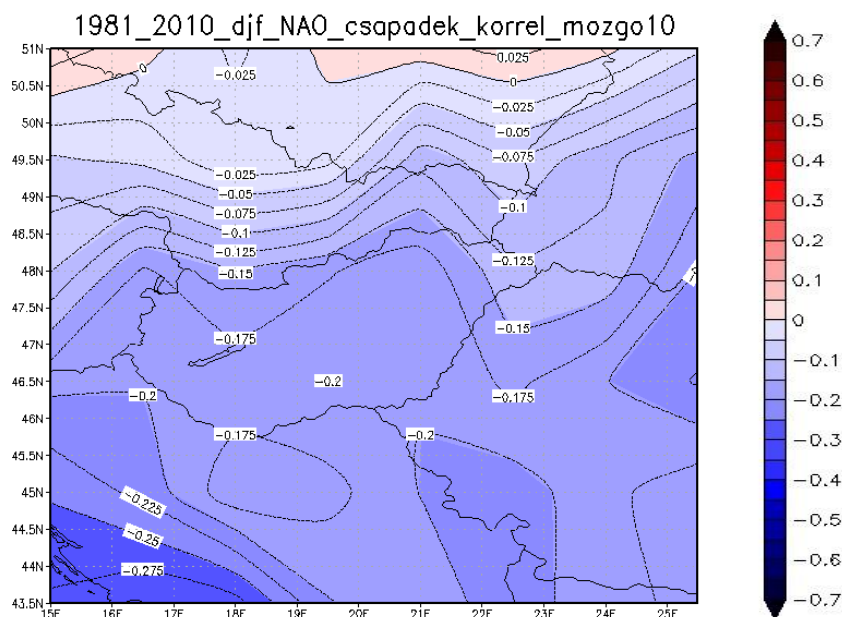 1981_2010_djf_NAO_csapadek_korrel_mozgo10
51N
50.5N
50N
49.5N
49N
48.5N
48N
47.5N
47N
46.5N
46N
45.5N
45N
44.5N
44N
43.5N
15E
16E
17E
18E
19E
20E
21E
22E
23E
24E
25E
0
-0.025
0.025
0
-0.025
-0.05
-0.075
-0.025
-0.05
-0.075
-0.1
-0.125
-0.15
-0.1
-0.125
-0.15
-0.175
-0.175
-0.2
-0.2
-0.175
-0.2
-0.225
-0.25
-0.275
0.7
0.6
0.5
0.4
0.3
0.2
0.1
0
-0.1
-0.2
-0.3
-0.4
-0.5
-0.6
-0.7